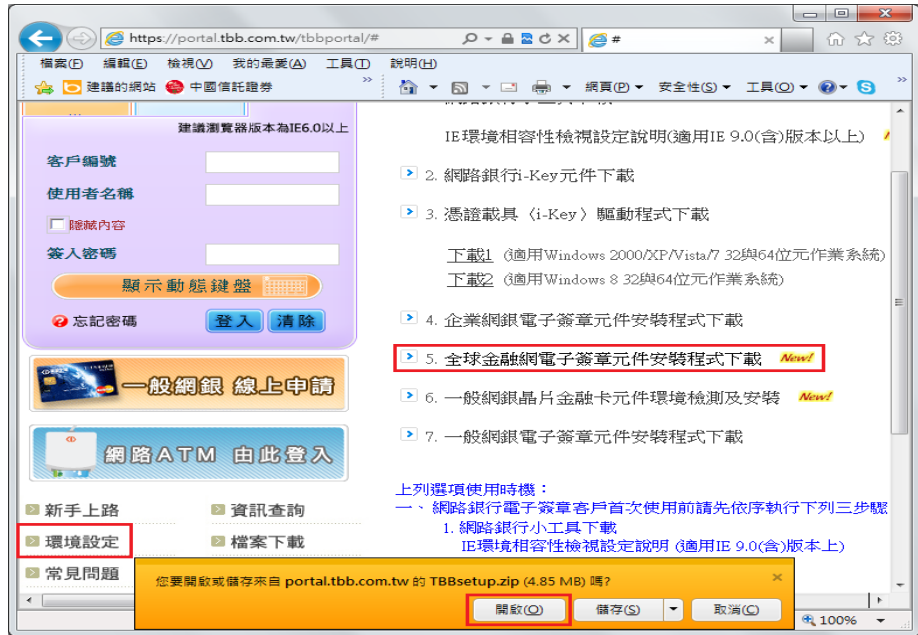 https://portal.tbb.com.tw/tbbportal/#
#
檔案(F) 編輯(E) 檢視(V) 我的最愛(A) 工具(T) 說明(H)
建議的網站 中國信託證券 » 網頁(P) 安全性(S) 工具(O) »
建議瀏覽器版本為IE6.0以上
客戶編號
使用者名稱
隱藏內容
簽入密碼
顯示動態鍵盤
忘記密碼 登入 清除
一般網銀 線上申請
網路ATM 由此登入
新手上路 資訊查詢
環境設定 檔案下載
常見問題
IE環境相容性檢視設定說明(適用IE 9.0(含)版本以上)
2. 網路銀行i-Key元件下載
3. 憑證載具（i-Key）驅動程式下載
下載1 (適用Windows 2000/XP/Vista/7 32與64位元作業系統)
下載2 (適用Windows 8 32與64位元作業系統)
4. 企業網銀電子簽章元件安裝程式下載
5. 全球金融網電子簽章元件安裝程式下載 New!
6. 一般網銀晶片金融卡元件環境檢測及安裝 New!
7. 一般網銀電子簽章元件安裝程式下載
上列選項使用時機：
一、網路銀行電子簽章客戶首次使用前請先依序執行下列三步驟
1. 網路銀行小工具下載
IE環境相容性檢視設定說明 (適用IE 9.0(含)版本上)
您要開啟或儲存來自 portal.tbb.com.tw 的 TBBsetup.zip (4.85 MB) 嗎?
開啟(O) 儲存(S) 取消(C)
100%